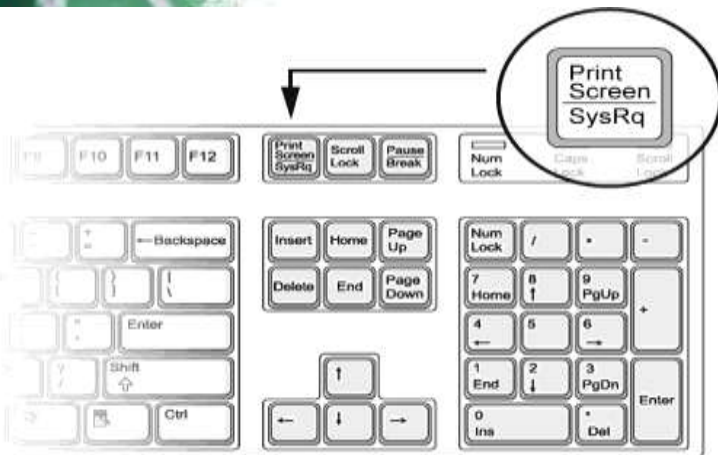 Print
Screen
SysRq
F9 F10 F11 F12
Print
Screen
SysRq
Scroll
Lock
Pause
Break
Num
Lock
Caps
Lock
Scroll
Lock
-
+
=
←Backspace
Insert Home Page
Up
Num
Lock
/ * -
{
[
}
]
|
\
Delete End Page
Down
7
Home
8
↑
9
PgUp
+
"
'
Enter
4
←
5
6
→
?
/
Shift
⇧
↑
1
End
2
↓
3
PgDn
Enter
Ctrl
← ↓ →
0
Ins
.
Del